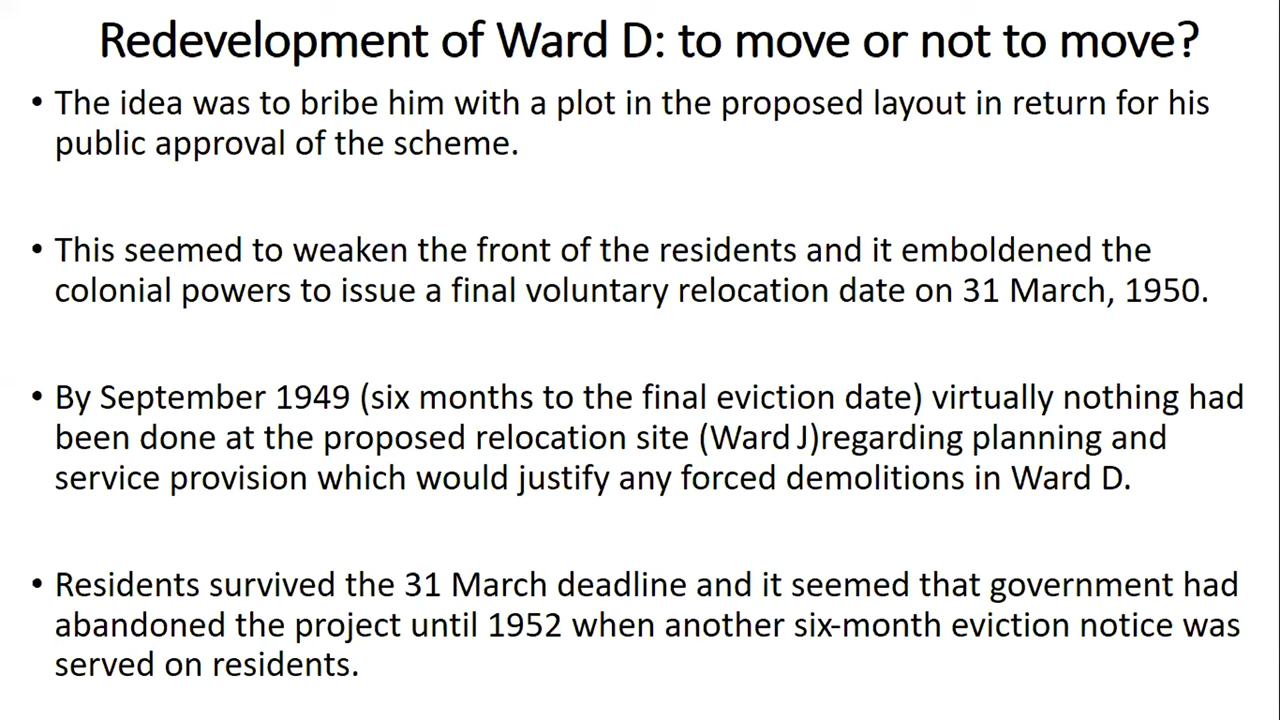 Redevelopment of Ward D: to move or not to move?
• The idea was to bribe him with a plot in the proposed layout in return for his
public approval of the scheme.
• This seemed to weaken the front of the residents and it emboldened the
colonial powers to issue a final voluntary relocation date on 31 March, 1950.
• By September 1949 (six months to the final eviction date) virtually nothing had
been done at the proposed relocation site (Ward J)regarding planning and
service provision which would justify any forced demolitions in Ward D.
• Residents survived the 31 March deadline and it seemed that government had
abandoned the project until 1952 when another six-month eviction notice was
served on residents.